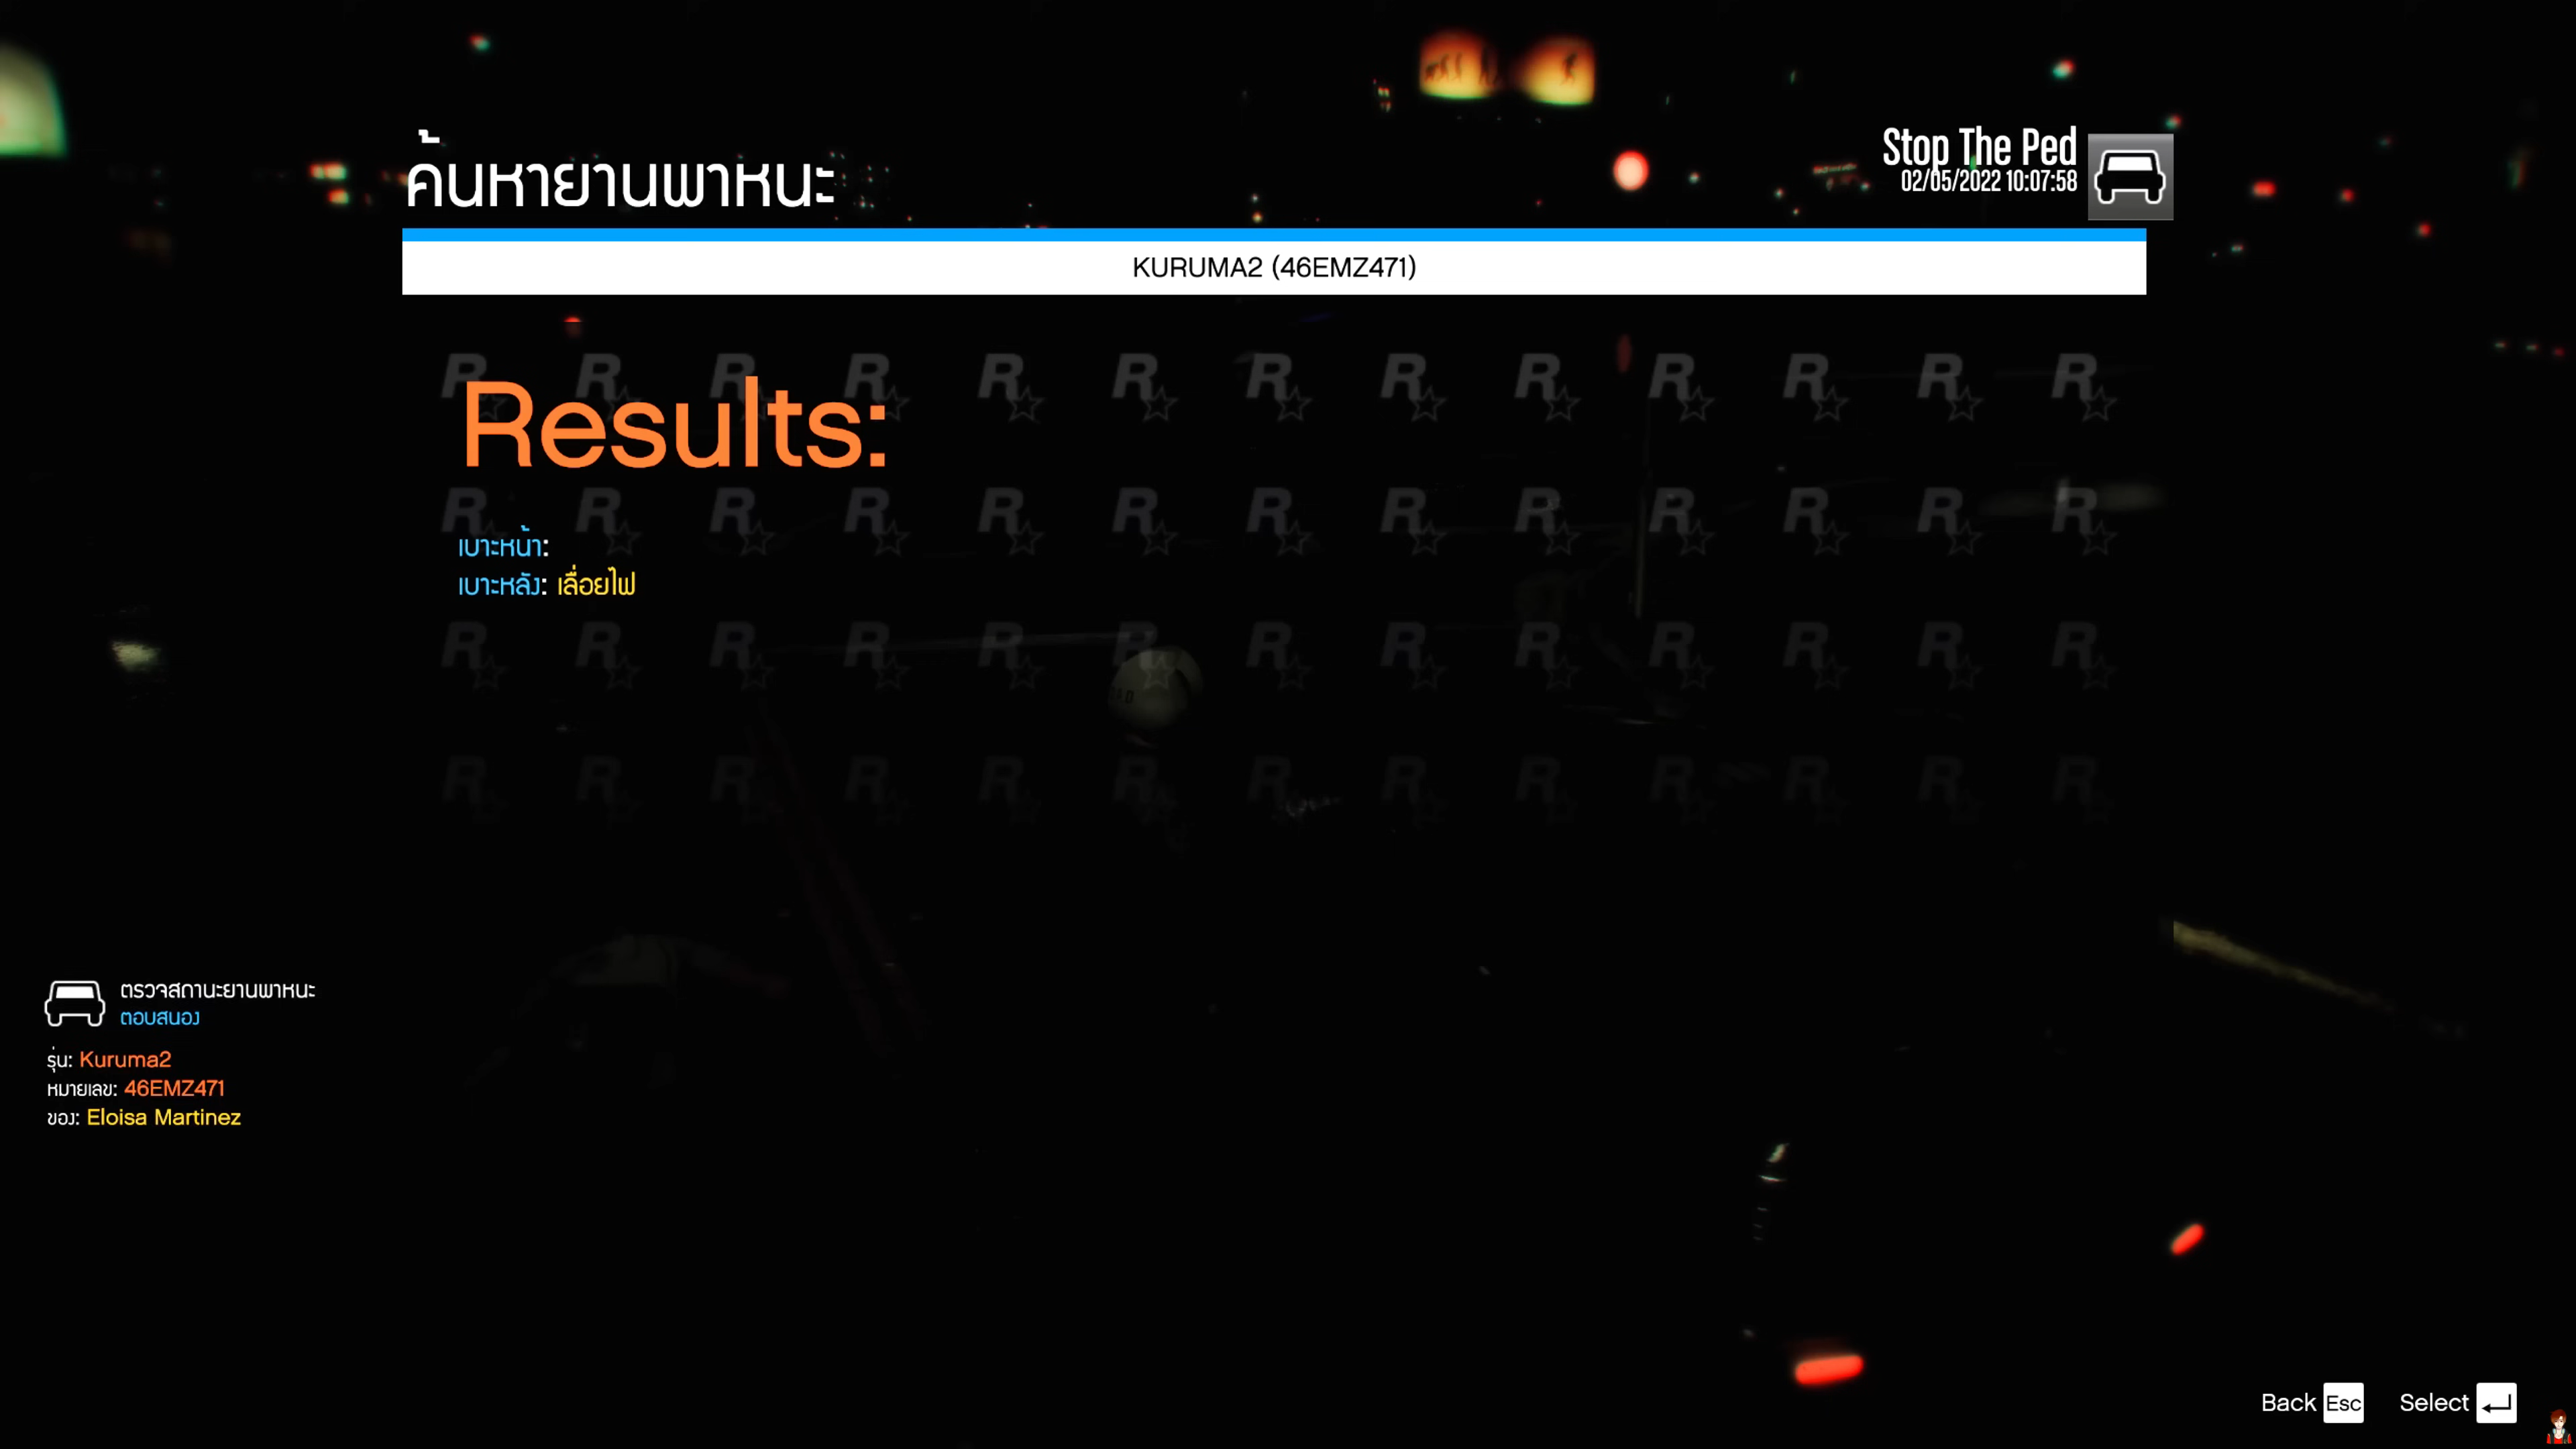 ค้นหายานพาหนะ
Stop The Ped
02/05/2022 10:07:58
KURUMA2 (46EMZ471)
Results:
เบาะหน้า:
เบาะหลัง: เลื่อยไฟ
ตรวจสถานะยานพาหนะ
ตอบสนอง
รุ่น: Kuruma2
หมายเลข: 46EMZ471
ของ: Eloisa Martinez
Back Esc Select